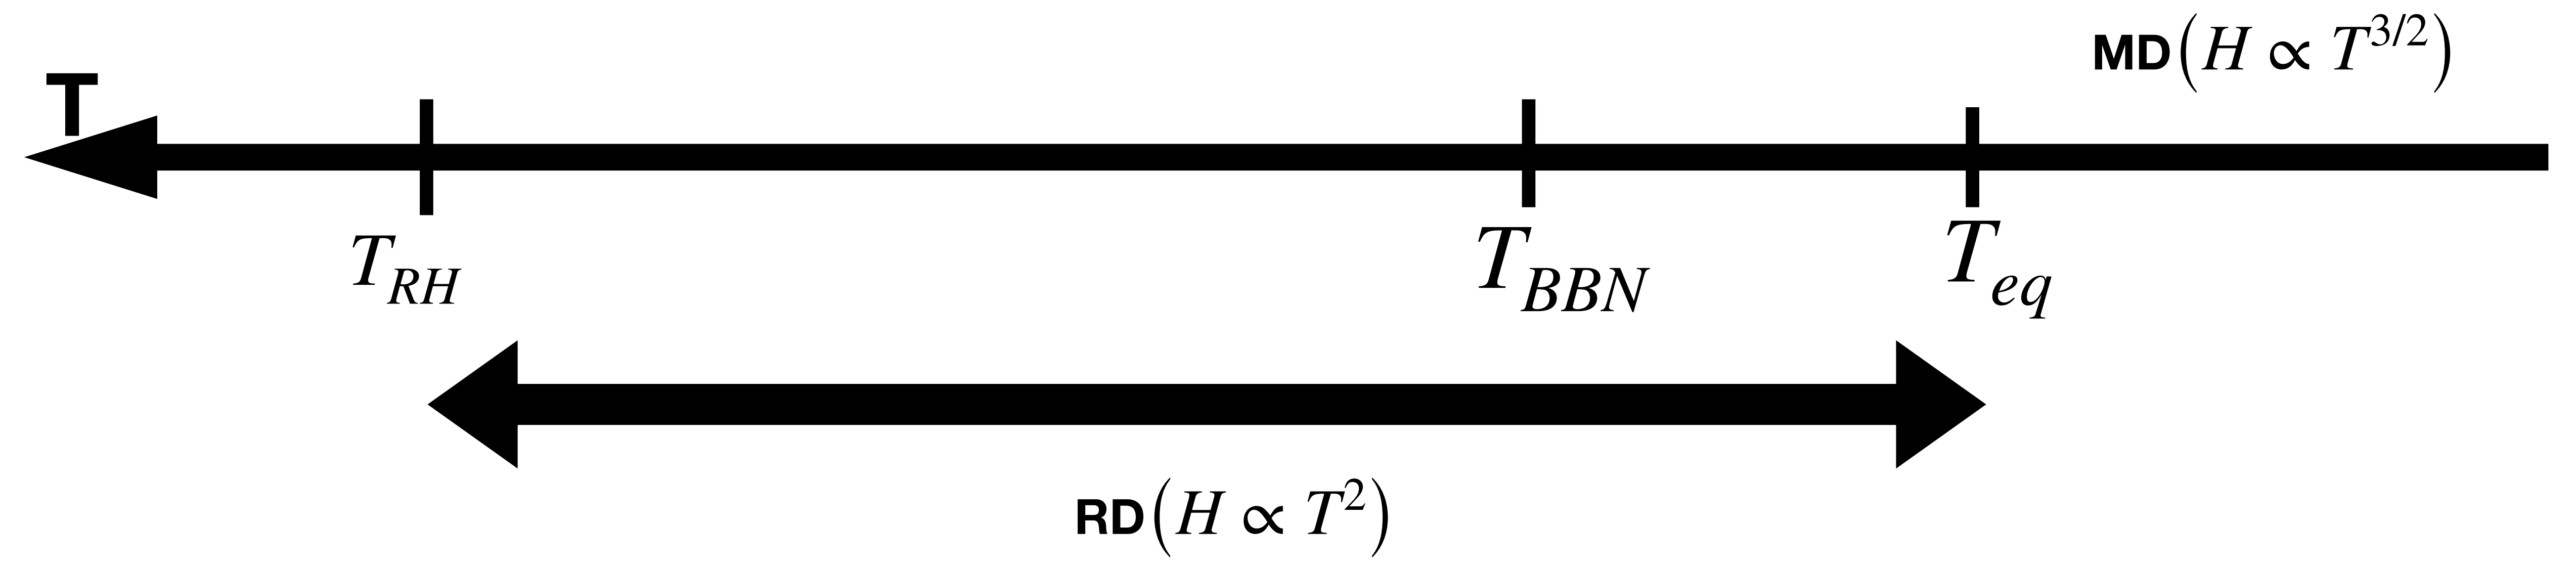 MD(H ∝ T^{3/2})
T
T_{RH}
T_{BBN}
T_{eq}
RD(H ∝ T^2)